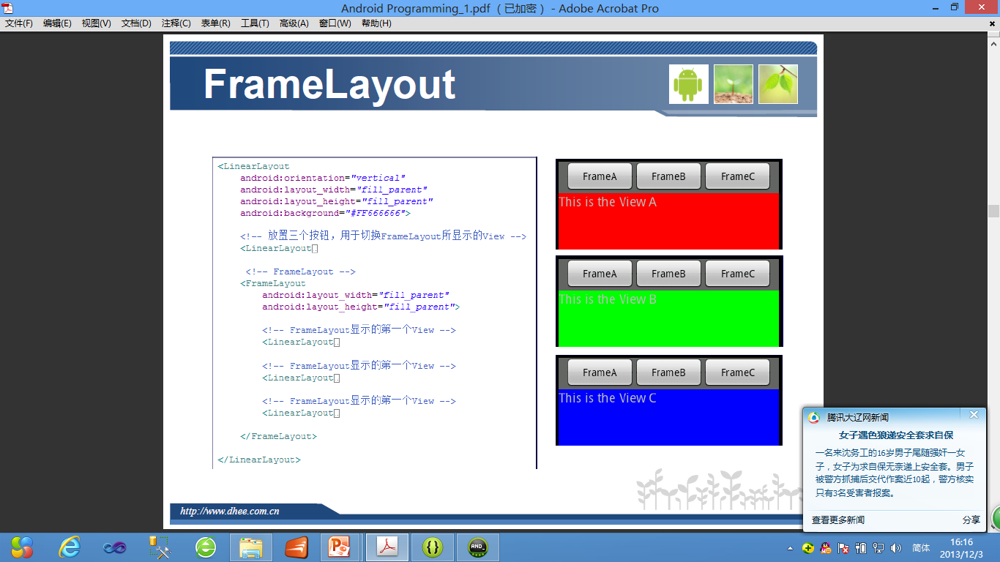 Android Programming_1.pdf （已加密） - Adobe Acrobat Pro
文件(F) 编辑(E) 视图(V) 文档(D) 注释(C) 表单(R) 工具(T) 高级(A) 窗口(W) 帮助(H)
FrameLayout
<LinearLayout
android:orientation="vertical"
android:layout_width="fill_parent"
android:layout_height="fill_parent"
android:background="#FF666666">
<!-- 放置三个按钮，用于切换FrameLayout所显示的View -->
<LinearLayout
<!-- FrameLayout -->
<FrameLayout
android:layout_width="fill_parent"
android:layout_height="fill_parent">
<!-- FrameLayout显示的第一个View -->
<LinearLayout
<!-- FrameLayout显示的第一个View -->
<LinearLayout
<!-- FrameLayout显示的第一个View -->
<LinearLayout
</FrameLayout>
</LinearLayout>
FrameA FrameB FrameC
This is the View A
FrameA FrameB FrameC
This is the View B
FrameA FrameB FrameC
This is the View C
http://www.dhee.com.cn
腾讯大辽网新闻
女子遇色狼递安全套求自保
一名来沈务工的16岁男子尾随强奸一女
子，女子为求自保无奈递上安全套。男子
被警方抓捕后交代作案近10起，警方核实
只有3名受害者报案。
查看更多新闻 分享
AND_
简体
16:16
2013/12/3